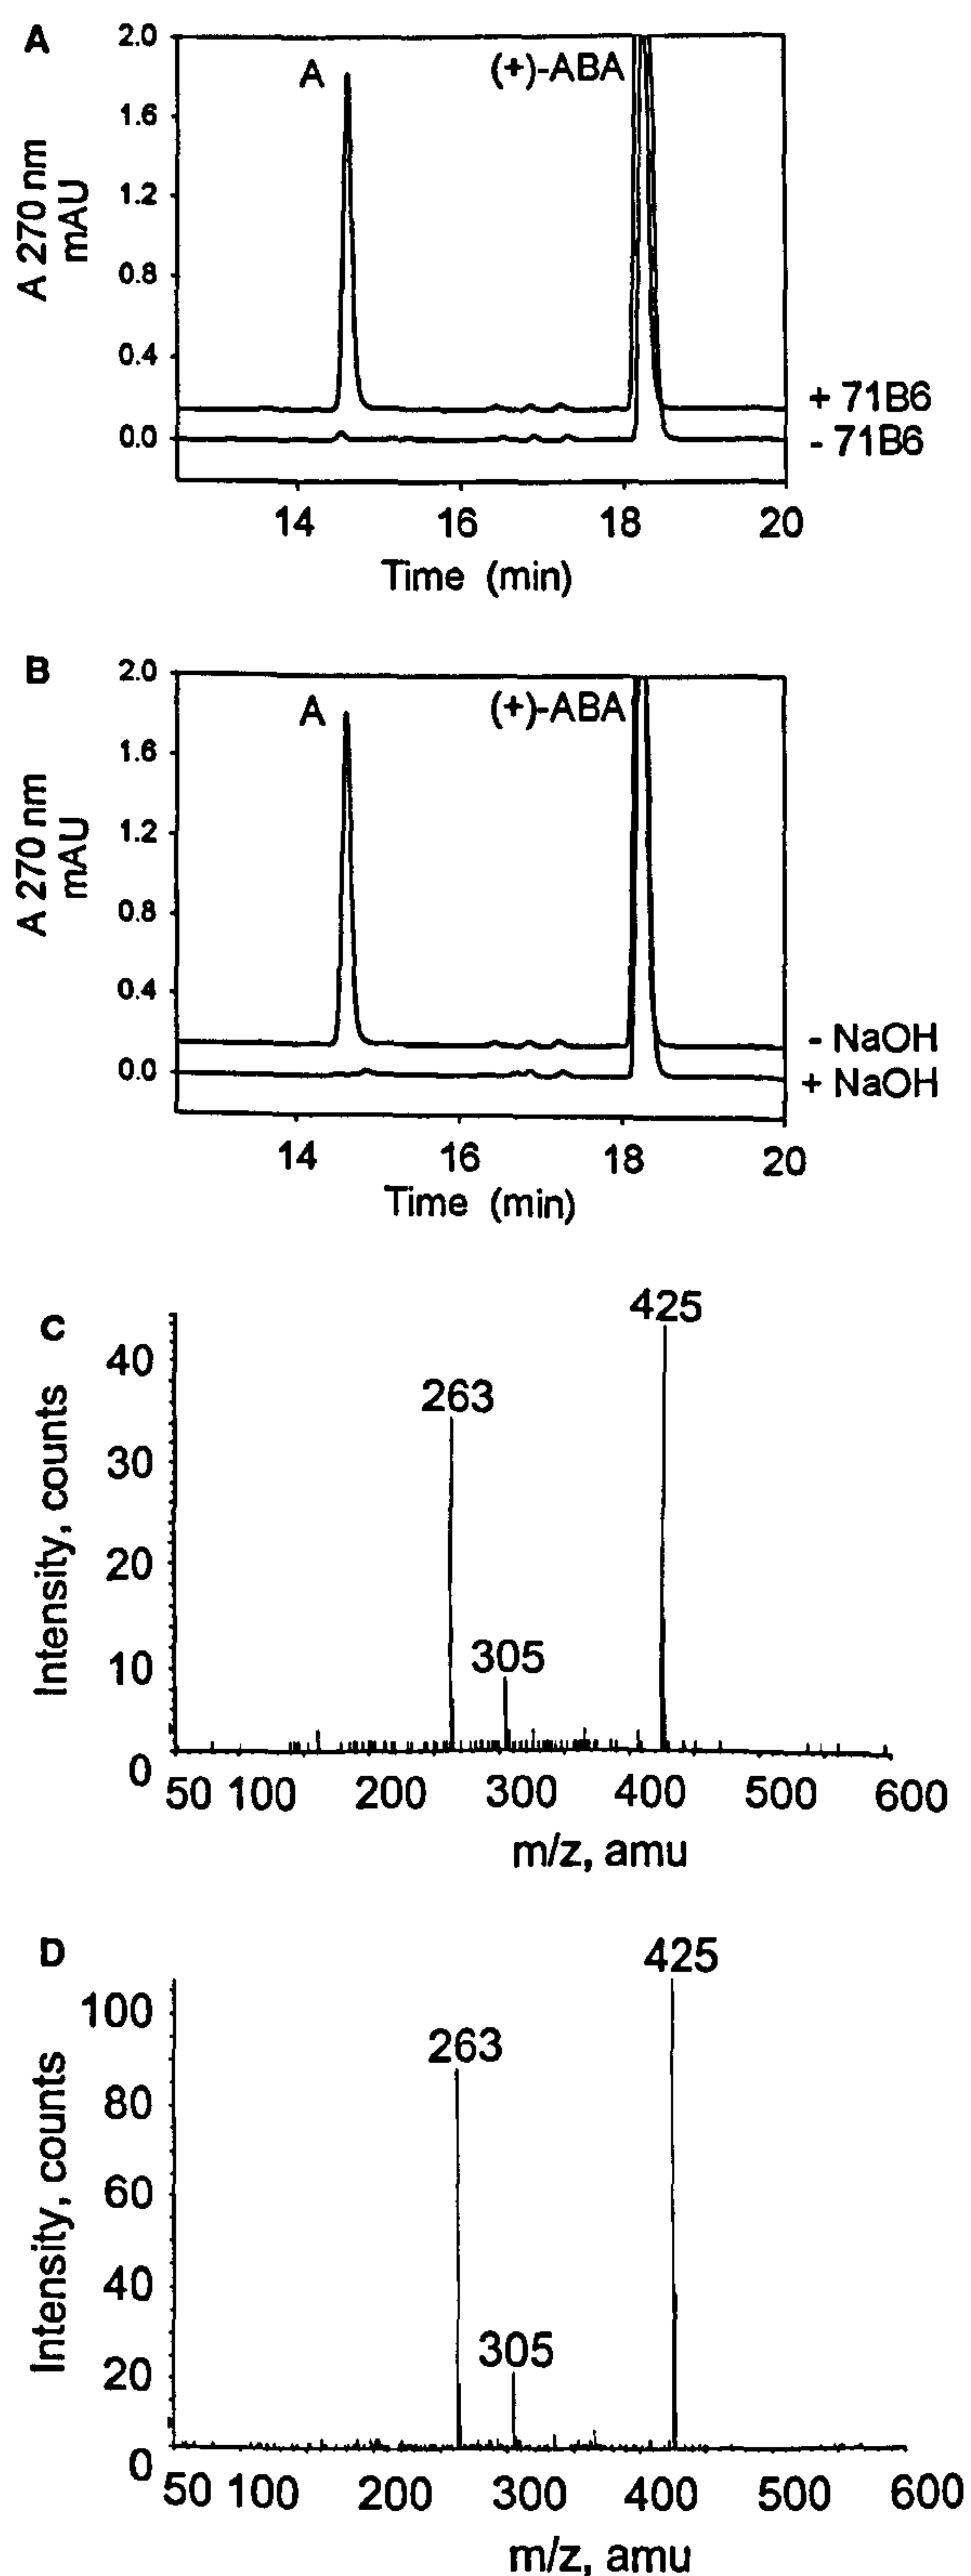 A
2.0
A
(+)-ABA
1.6
1.2
0.8
0.4
0.0
A 270 nm
mAU
+ 71B6
- 71B6
14 16 18 20
Time (min)
B
2.0
A
(+)-ABA
1.6
1.2
0.8
0.4
0.0
A 270 nm
mAU
- NaOH
+ NaOH
14 16 18 20
Time (min)
C
425
263
305
40
30
20
10
0
Intensity, counts
50 100 200 300 400 500 600
m/z, amu
D
425
263
305
100
80
60
40
20
0
Intensity, counts
50 100 200 300 400 500 600
m/z, amu